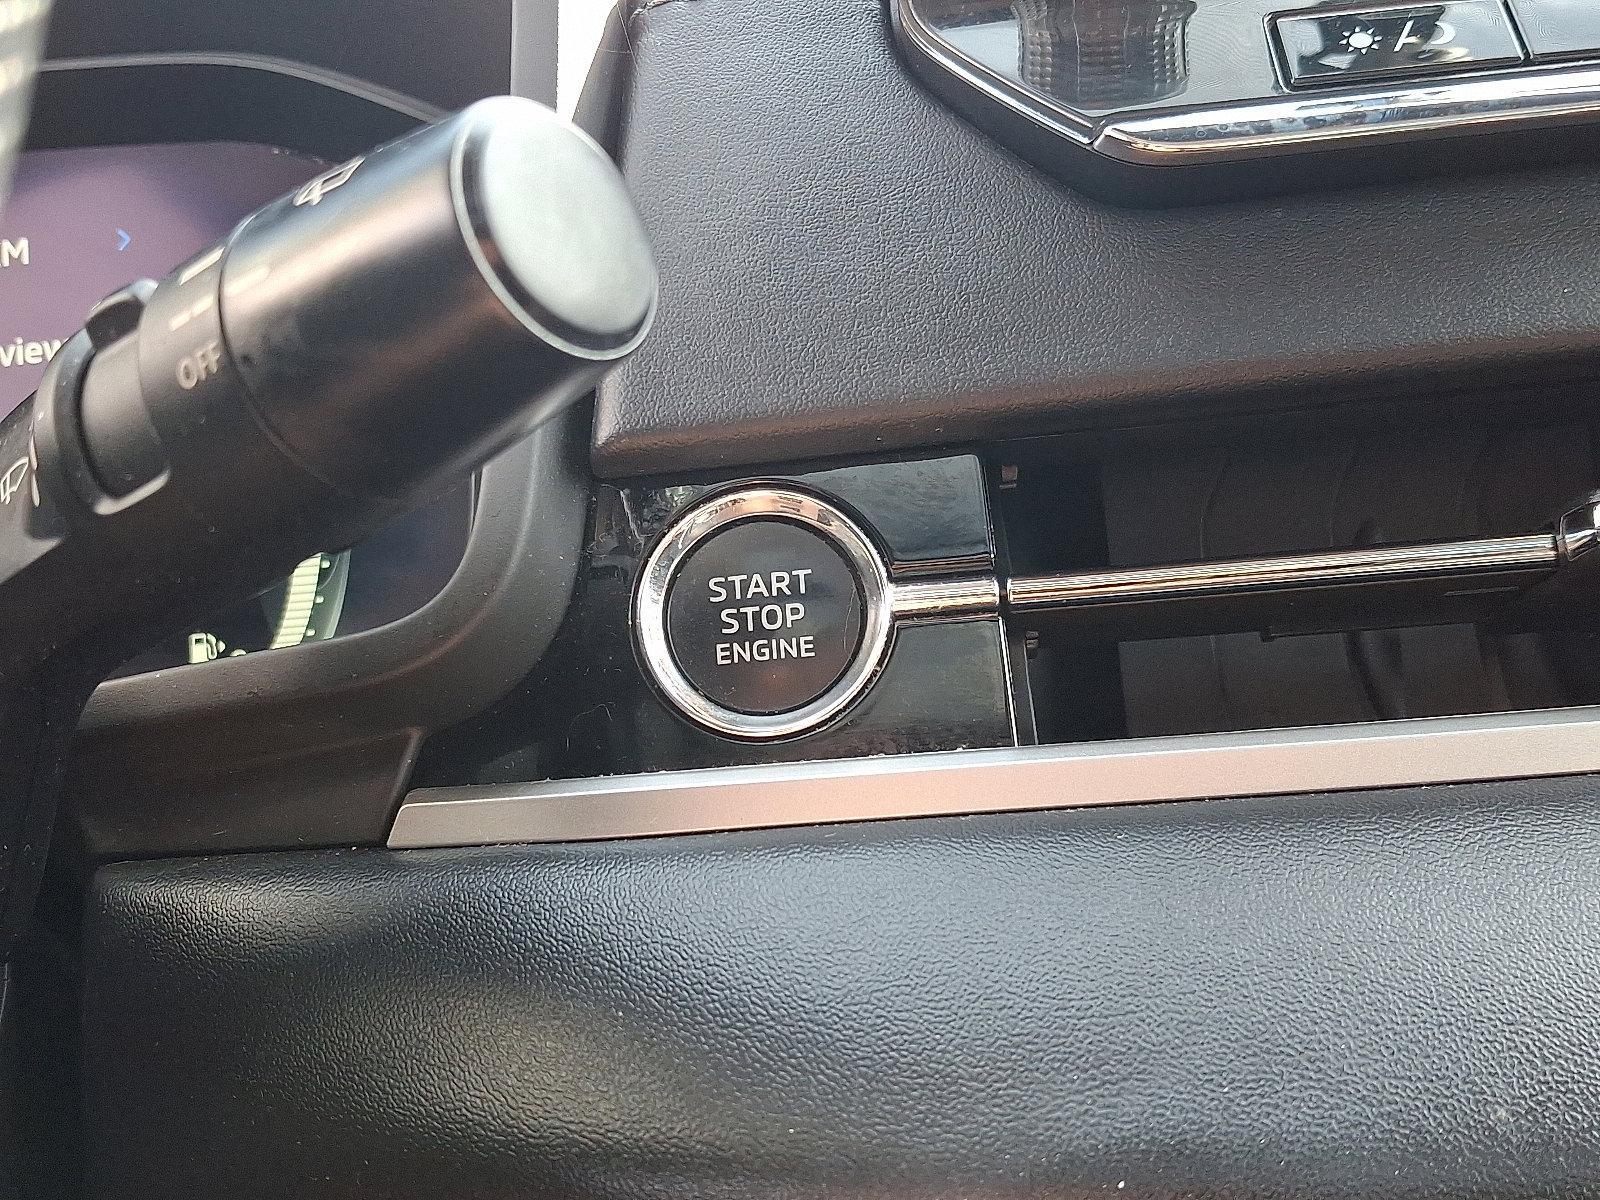 M
view
OFF
START
STOP
ENGINE